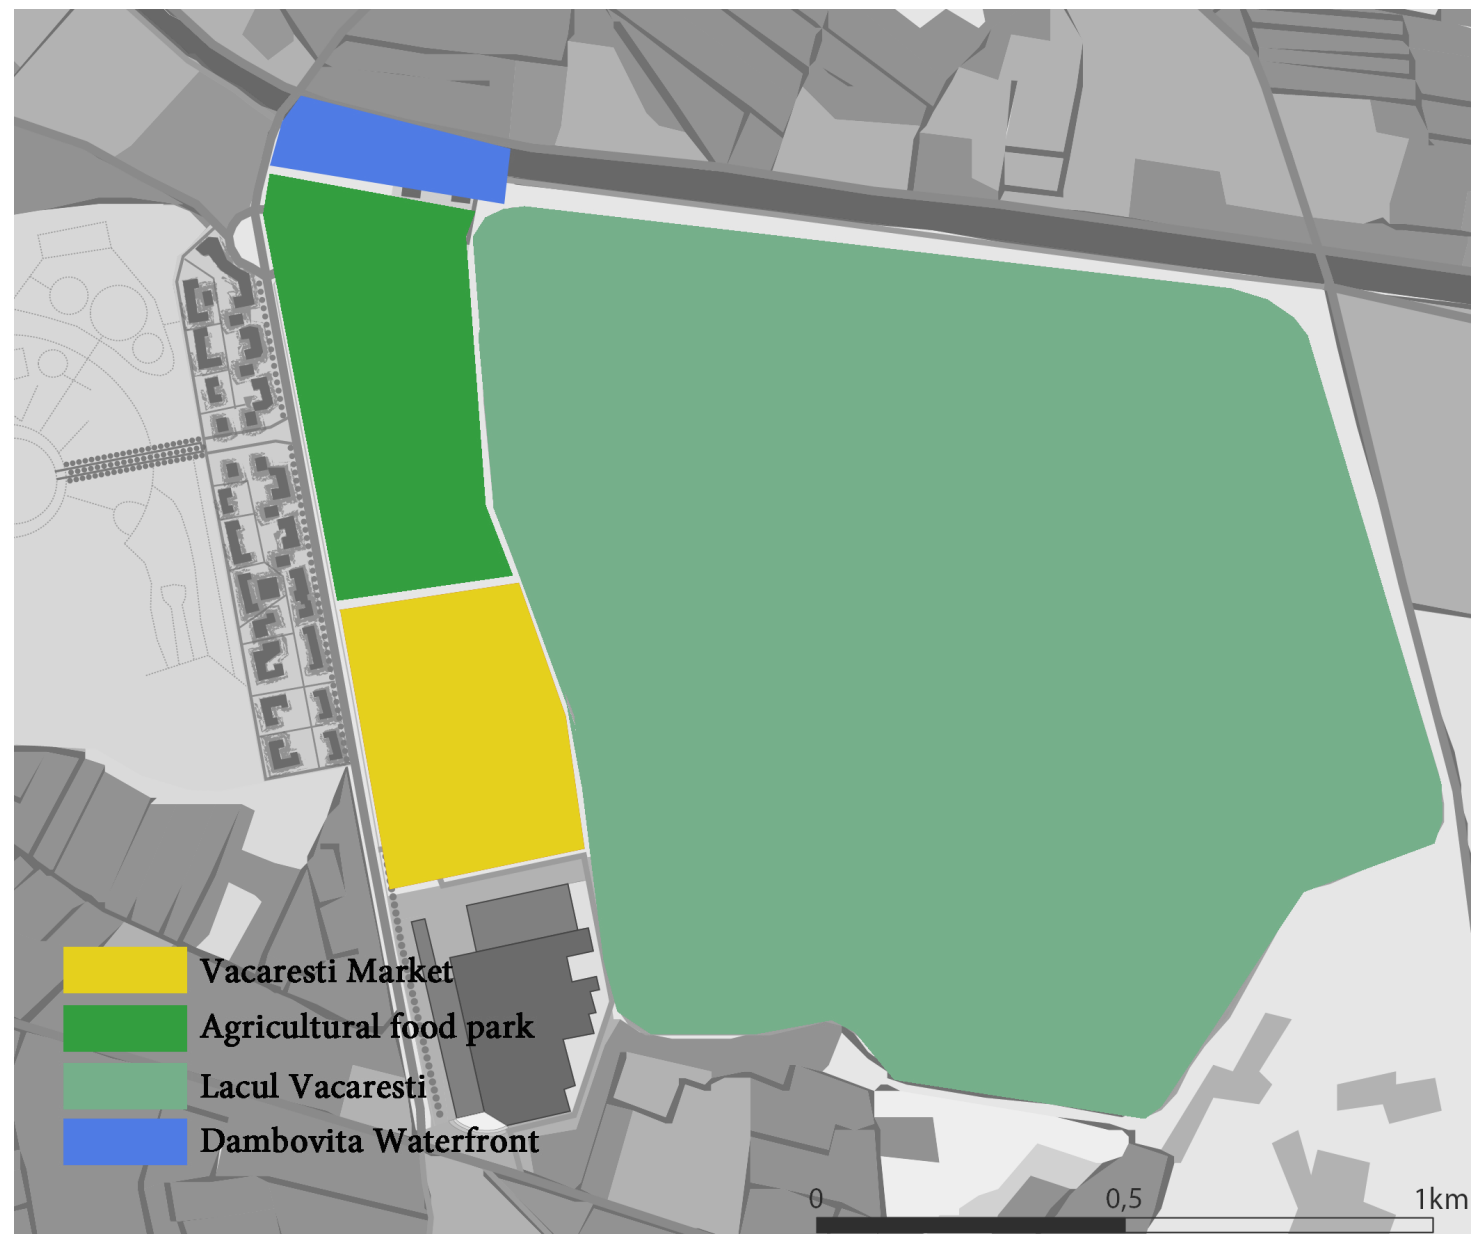 Vacaresti Market
Agricultural food park
Lacul Vacaresti
Dambovita Waterfront
0 0,5 1km